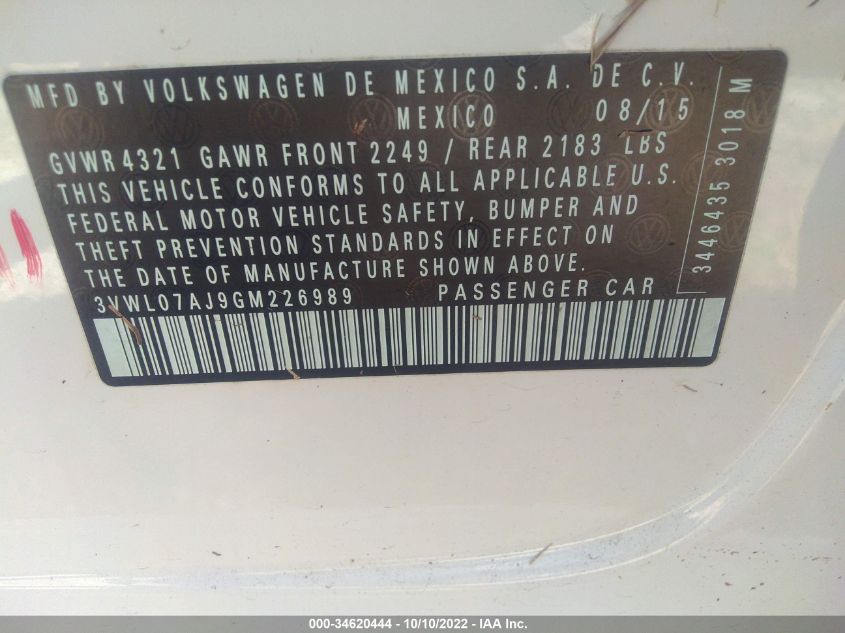 MFD BY VOLKSWAGEN DE MEXICO S.A. DE C.V.
MEXICO 08/15
GVWR 4321 GAWR FRONT 2249 / REAR 2183 LBS
THIS VEHICLE CONFORMS TO ALL APPLICABLE U.S.
FEDERAL MOTOR VEHICLE SAFETY, BUMPER AND
THEFT PREVENTION STANDARDS IN EFFECT ON
THE DATE OF MANUFACTURE SHOWN ABOVE.
3VWL07AJ9GM226989 PASSENGER CAR
3446435 3018 M
000-34620444 - 10/10/2022 - IAA Inc.